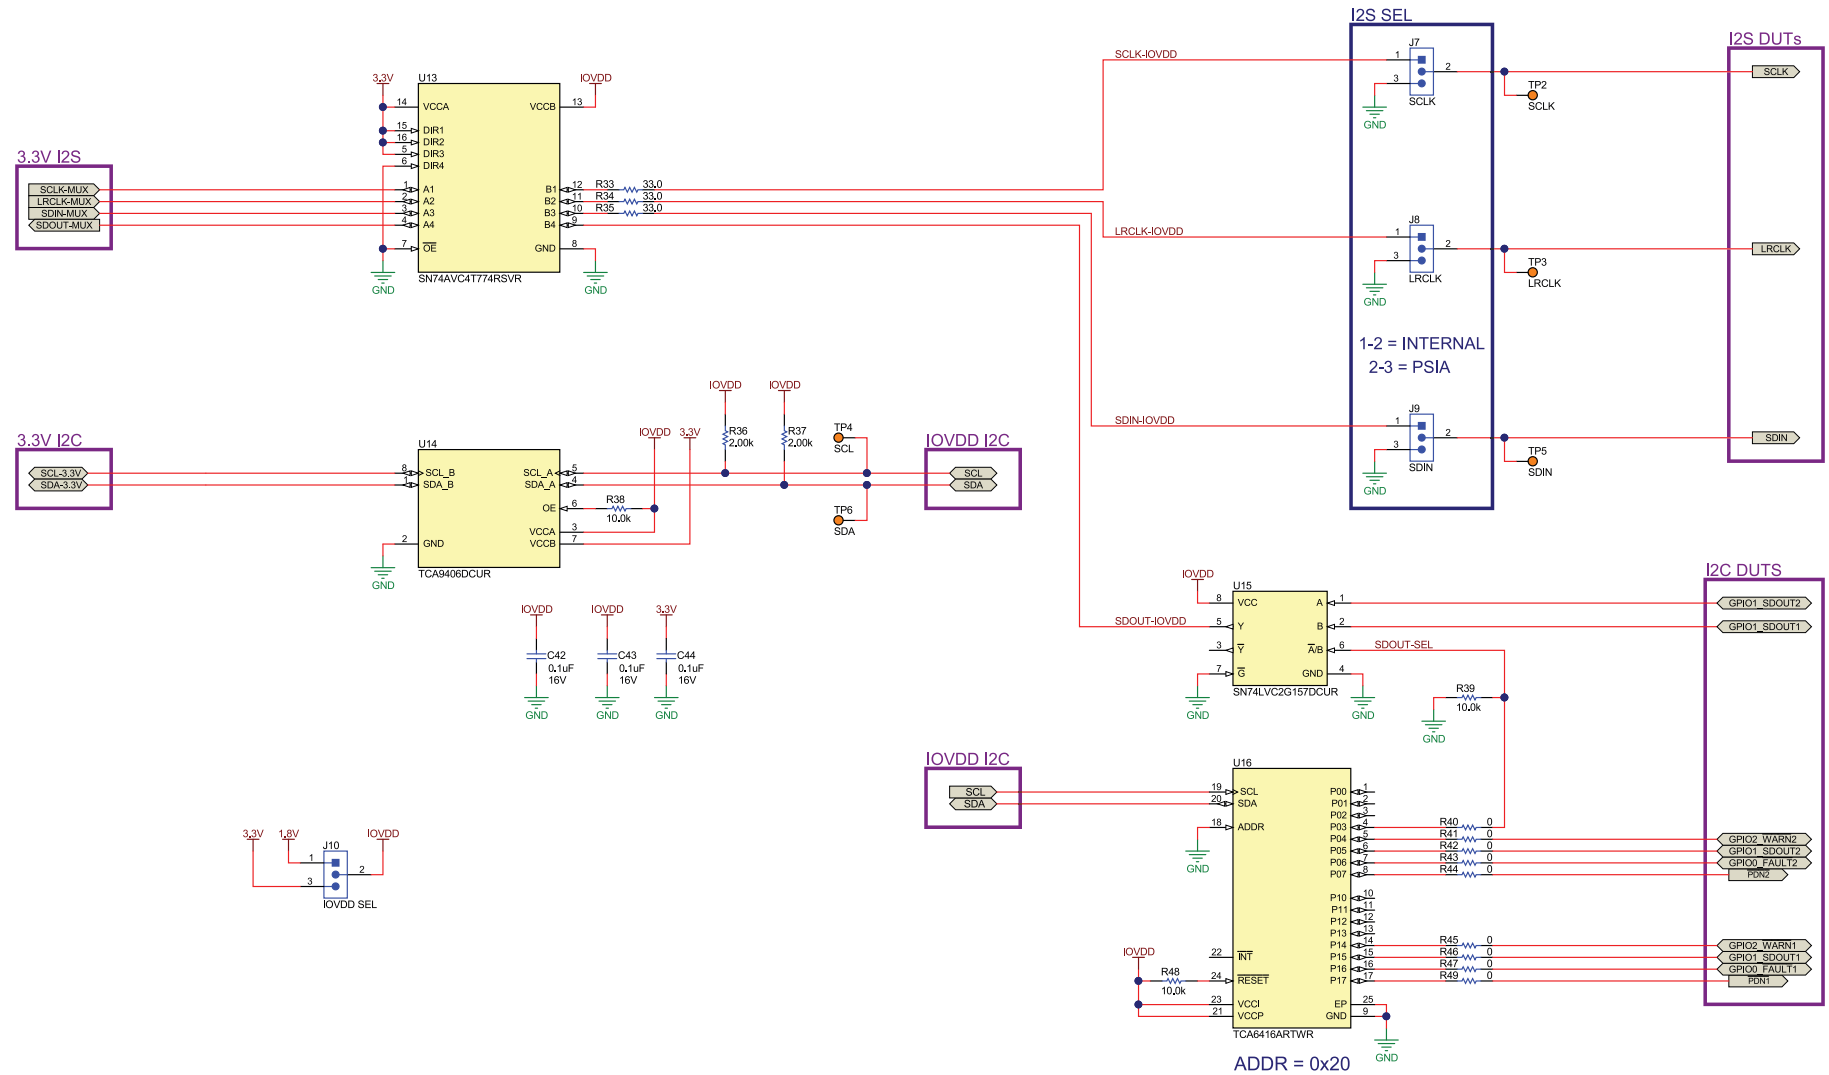 I2S SEL
I2S DUTs
SCLK-IOVDD
J7
1
2
3
SCLK
GND
SCLK
TP2
SCLK
3.3V
U13
IOVDD
14 VCCA
VCCB 13
15 DIR1
16 DIR2
5 DIR3
6 DIR4
3.3V I2S
SCLK-MUX
LRCLK-MUX
SDIN-MUX
SDOUT-MUX
1 A1
2 A2
3 A3
4 A4
7 OE
B1 12
B2 11
B3 10
B4 9
GND 8
R33 33.0
R34 33.0
R35 33.0
SN74AVC4T774RSVR
GND
GND
LRCLK-IOVDD
J8
1
2
3
LRCLK
GND
LRCLK
TP3
LRCLK
1-2 = INTERNAL
2-3 = PSIA
SDIN-IOVDD
J9
1
2
3
SDIN
GND
SDIN
TP5
SDIN
3.3V I2C
SCL-3.3V
SDA-3.3V
U14
8 SCL_B
1 SDA_B
2 GND
SCL_A 5
SDA_A 4
OE 6
VCCA 3
VCCB 7
TCA9406DCUR
GND
R38
10.0k
IOVDD
3.3V
IOVDD
R36
2.00k
IOVDD
R37
2.00k
TP4
SCL
TP6
SDA
IOVDD I2C
SCL
SDA
IOVDD
C42
0.1uF
16V
GND
IOVDD
C43
0.1uF
16V
GND
3.3V
C44
0.1uF
16V
GND
I2C DUTS
GPIO1_SDOUT2
GPIO1_SDOUT1
IOVDD
U15
SDOUT-IOVDD
8 VCC
5 Y
3 Y
7 G
A 1
B 2
A/B 6
GND 4
SDOUT-SEL
SN74LVC2G157DCUR
GND
GND
R39
10.0k
GND
IOVDD I2C
SCL
SDA
U16
19 SCL
20 SDA
18 ADDR
GND
P00 1
P01 2
P02 3
P03 4
P04 5
P05 6
P06 7
P07 8
P10 10
P11 11
P12 12
P13 13
P14 14
P15 15
P16 16
P17 17
R40 0
R41 0
R42 0
R43 0
R44 0
GPIO2_WARN2
GPIO1_SDOUT2
GPIO0_FAULT2
PDN2
R45 0
R46 0
R47 0
R49 0
GPIO2_WARN1
GPIO1_SDOUT1
GPIO0_FAULT1
PDN1
IOVDD
R48
10.0k
22 INT
24 RESET
23 VCCI
21 VCCP
EP 25
GND 9
TCA6416ARTWR
GND
ADDR = 0x20
3.3V
1.8V
IOVDD
J10
1
2
3
IOVDD SEL